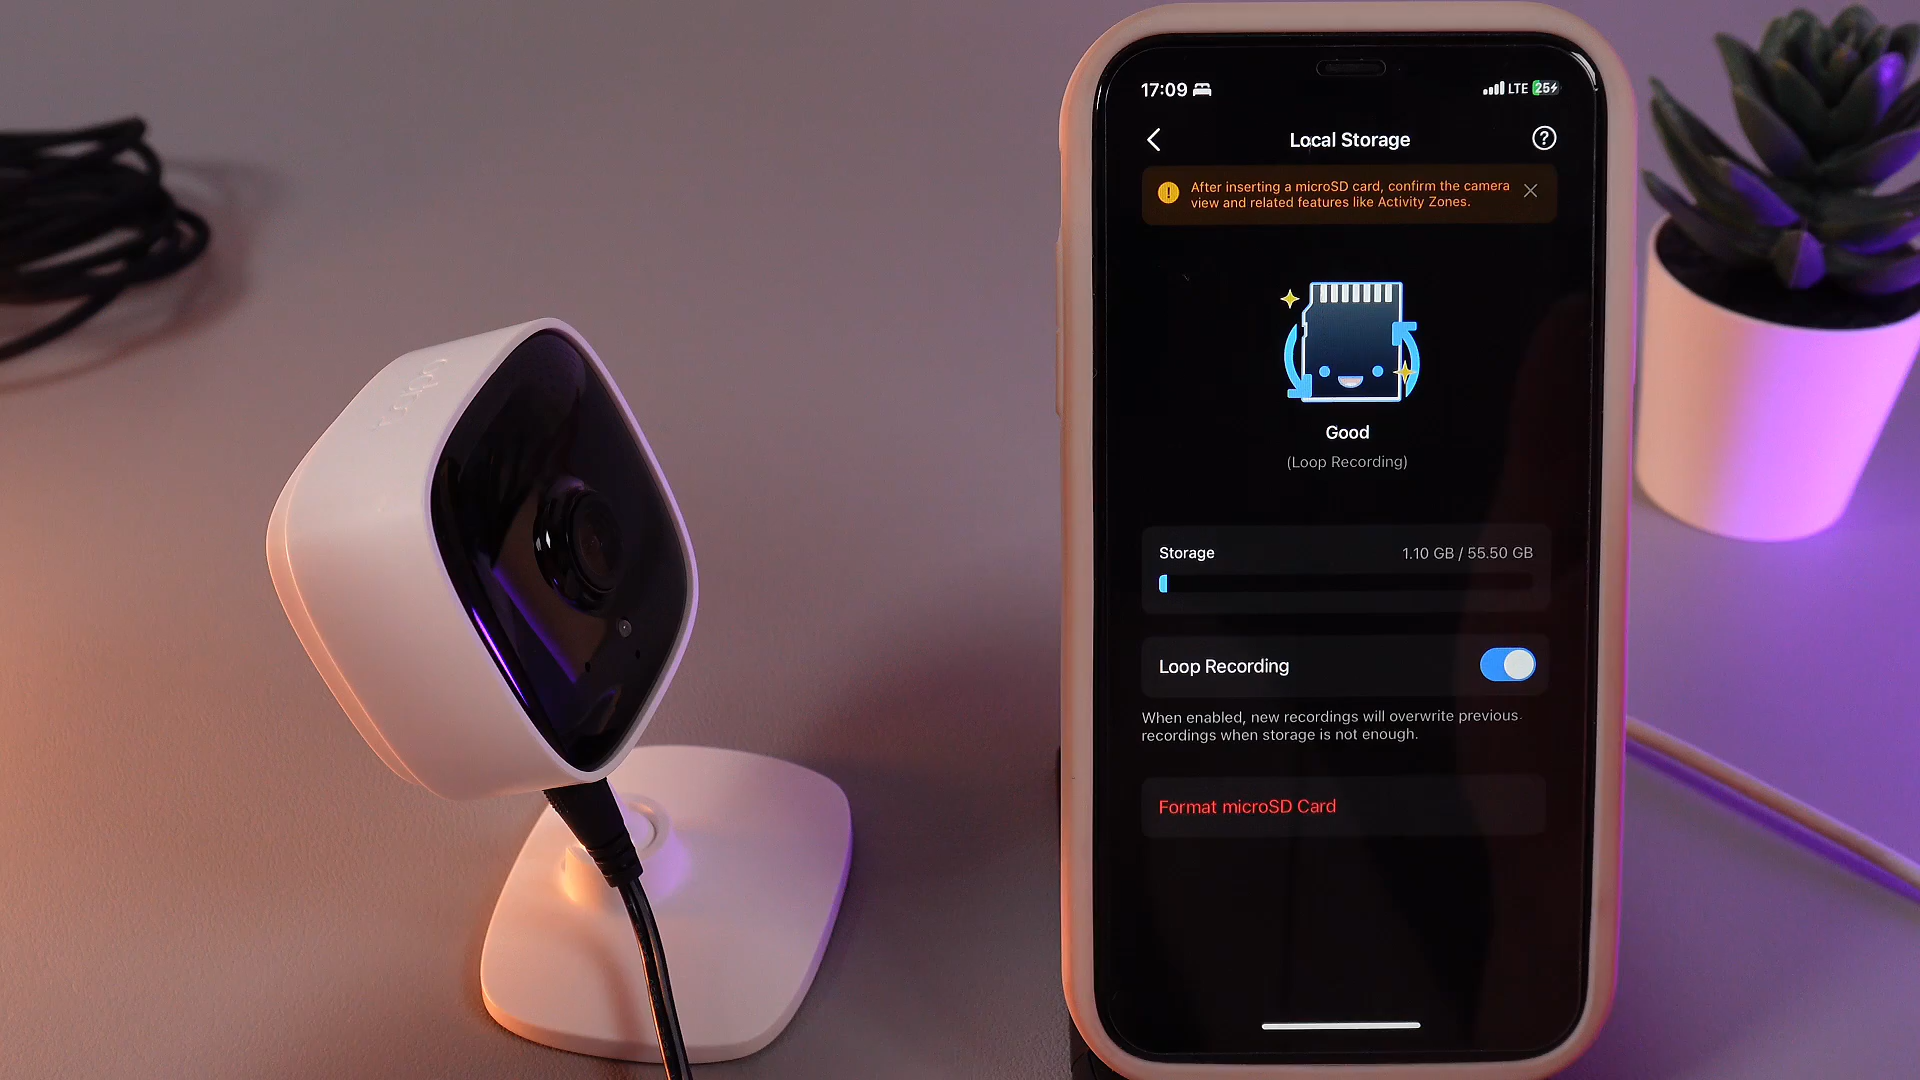 17:09
LTE 25
Local Storage
After inserting a microSD card, confirm the camera
view and related features like Activity Zones.
Good
(Loop Recording)
Storage 1.10 GB / 55.50 GB
Loop Recording
When enabled, new recordings will overwrite previous
recordings when storage is not enough.
Format microSD Card